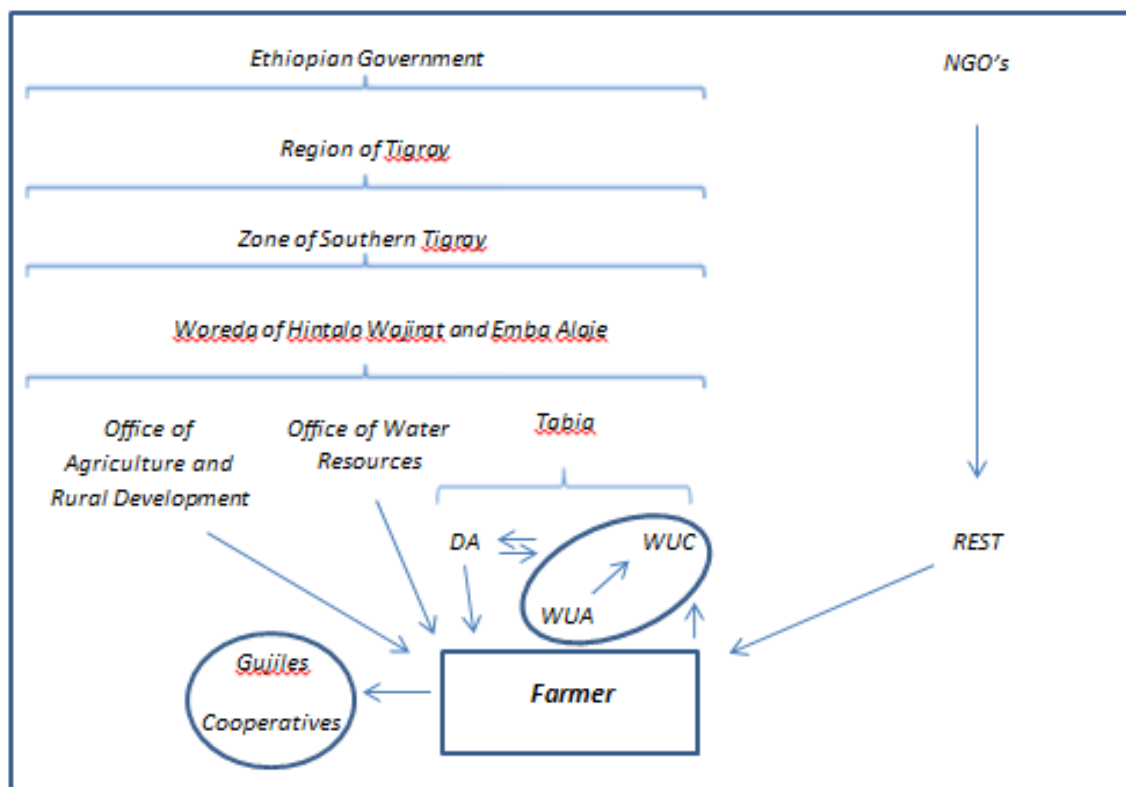 Ethiopian Government
NGO's
Region of Tigray
Zone of Southern Tigray
Woreda of Hintalo Wajirat and Emba Alaje
Office of
Agriculture and
Rural Development
Office of Water
Resources
Tabia
DA
WUC
WUA
REST
Gujiles
Cooperatives
Farmer